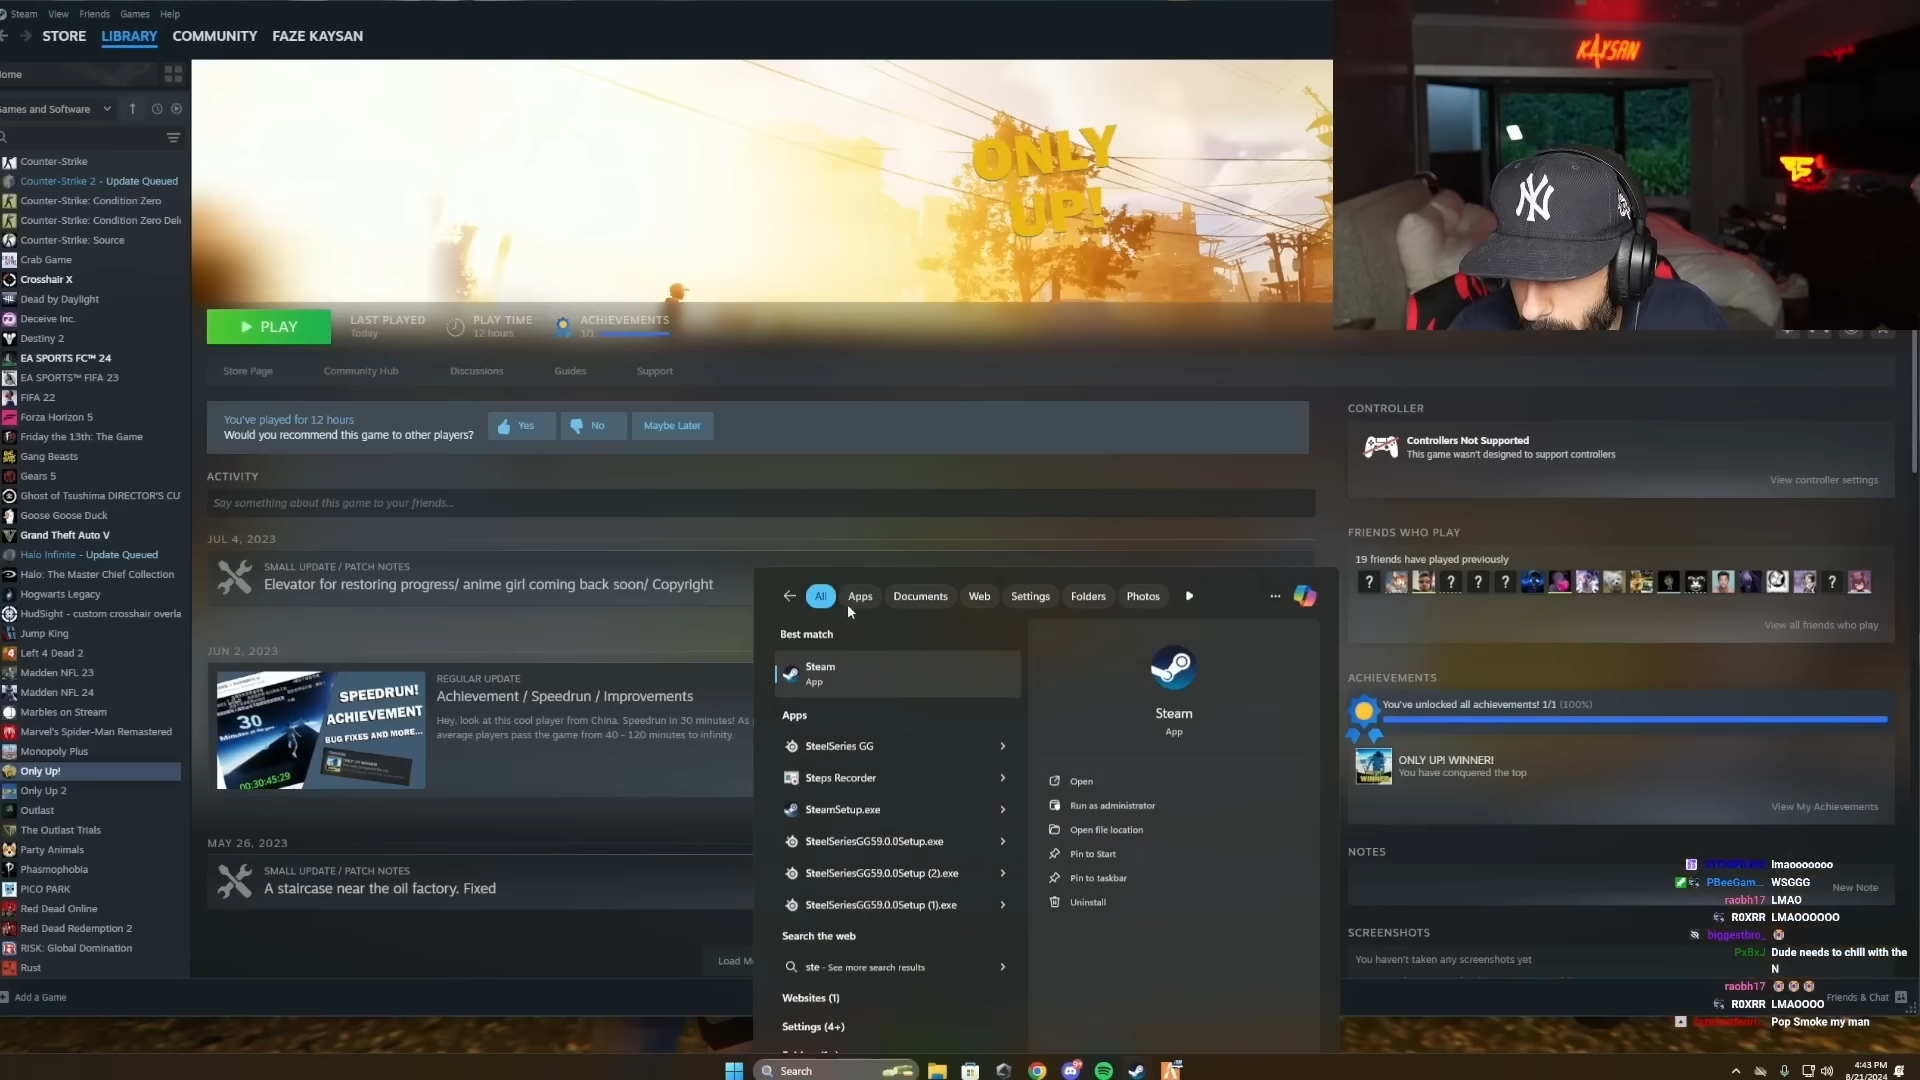 Steam View Friends Games Help
STORE LIBRARY COMMUNITY FAZE KAYSAN
KAYSAN
ome
ames and Software
Counter-Strike
Counter-Strike 2 - Update Queued
Counter-Strike: Condition Zero
Counter-Strike: Condition Zero Del
Counter-Strike: Source
Crab Game
Crosshair X
Dead by Daylight
Deceive Inc.
Destiny 2
EA SPORTS FC™ 24
EA SPORTS™ FIFA 23
FIFA 22
Forza Horizon 5
Friday the 13th: The Game
Gang Beasts
Gears 5
Ghost of Tsushima DIRECTOR'S CU
Goose Goose Duck
Grand Theft Auto V
Halo Infinite - Update Queued
Halo: The Master Chief Collection
Hogwarts Legacy
HudSight - custom crosshair overla
Jump King
Left 4 Dead 2
Madden NFL 23
Madden NFL 24
Marbles on Stream
Marvel's Spider-Man Remastered
Monopoly Plus
Only Up!
Only Up 2
Outlast
The Outlast Trials
Party Animals
Phasmophobia
PICO PARK
Red Dead Online
Red Dead Redemption 2
RISK: Global Domination
Rust
Add a Game
ONLY
UP!
NY
PLAY
LAST PLAYED
Today
PLAY TIME
12 hours
ACHIEVEMENTS
1/1
Store Page Community Hub Discussions Guides Support
You've played for 12 hours
Would you recommend this game to other players?
Yes No Maybe Later
ACTIVITY
Say something about this game to your friends...
JUL 4, 2023
SMALL UPDATE / PATCH NOTES
Elevator for restoring progress/ anime girl coming back soon/ Copyright
JUN 2, 2023
SPEEDRUN!
ACHIEVEMENT
BUG FIXES AND MORE...
30
00:30:45:29
REGULAR UPDATE
Achievement / Speedrun / Improvements
Hey, look at this cool player from China. Speedrun in 30 minutes! As
average players pass the game from 40 - 120 minutes to infinity.
MAY 26, 2023
SMALL UPDATE / PATCH NOTES
A staircase near the oil factory. Fixed
Load Mo
All Apps Documents Web Settings Folders Photos
Best match
Steam
App
Apps
SteelSeries GG
Steps Recorder
SteamSetup.exe
SteelSeriesGG59.0.0Setup.exe
SteelSeriesGG59.0.0Setup (2).exe
SteelSeriesGG59.0.0Setup (1).exe
Search the web
ste - See more search results
Websites (1)
Settings (4+)
Steam
App
Open
Run as administrator
Open file location
Pin to Start
Pin to taskbar
Uninstall
CONTROLLER
Controllers Not Supported
This game wasn't designed to support controllers
View controller settings
FRIENDS WHO PLAY
19 friends have played previously
View all friends who play
ACHIEVEMENTS
You've unlocked all achievements! 1/1 (100%)
ONLY UP! WINNER!
You have conquered the top
View My Achievements
NOTES
New Note
SCREENSHOTS
You haven't taken any screenshots yet
Friends & Chat
lmaooooooo
PBeeGam... WSGGG
raobh17 LMAO
R0XRR LMAOOOOOO
biggestbro_
PxBxJ Dude needs to chill with the
N
raobh17
R0XRR LMAOOOO
Pop Smoke my man
Search
4:43 PM
8/21/2024